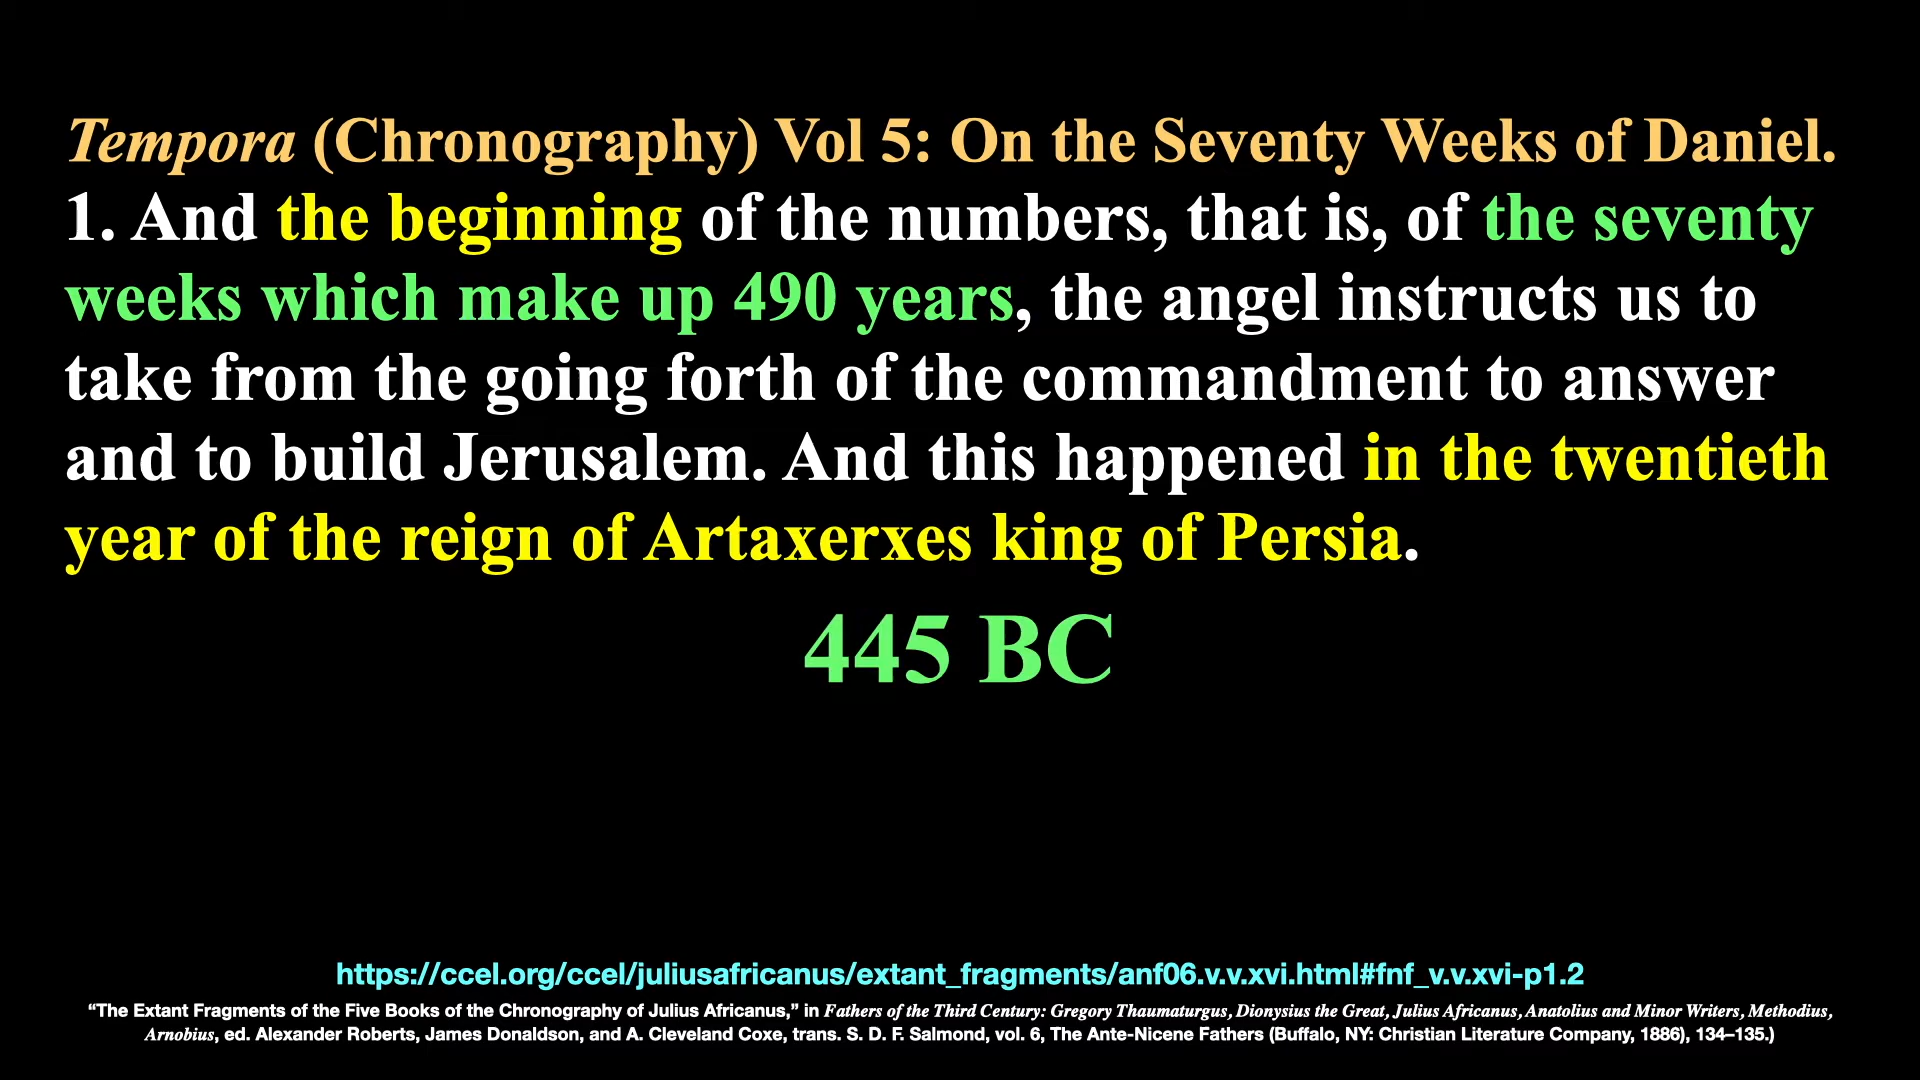 Tempora (Chronography) Vol 5: On the Seventy Weeks of Daniel.
1. And the beginning of the numbers, that is, of the seventy
weeks which make up 490 years, the angel instructs us to
take from the going forth of the commandment to answer
and to build Jerusalem. And this happened in the twentieth
year of the reign of Artaxerxes king of Persia.
445 BC
https://ccel.org/ccel/juliusafricanus/extant_fragments/anf06.v.v.xvi.html#fnf_v.v.xvi-p1.2
“The Extant Fragments of the Five Books of the Chronography of Julius Africanus,” in Fathers of the Third Century: Gregory Thaumaturgus, Dionysius the Great, Julius Africanus, Anatolius and Minor Writers, Methodius,
Arnobius, ed. Alexander Roberts, James Donaldson, and A. Cleveland Coxe, trans. S. D. F. Salmond, vol. 6, The Ante-Nicene Fathers (Buffalo, NY: Christian Literature Company, 1886), 134–135.)